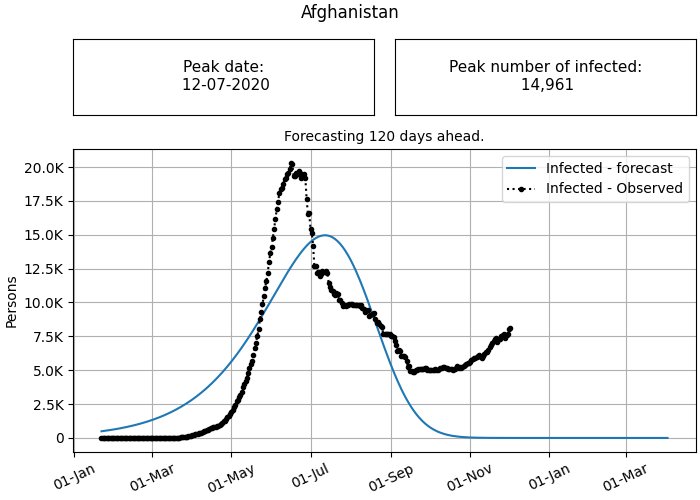 Afghanistan
Peak date:
12-07-2020
Peak number of infected:
14,961
Forecasting 120 days ahead.
Infected - forecast
Infected - Observed
Persons
20.0K
17.5K
15.0K
12.5K
10.0K
7.5K
5.0K
2.5K
0
01-Jan
01-Mar
01-May
01-Jul
01-Sep
01-Nov
01-Jan
01-Mar